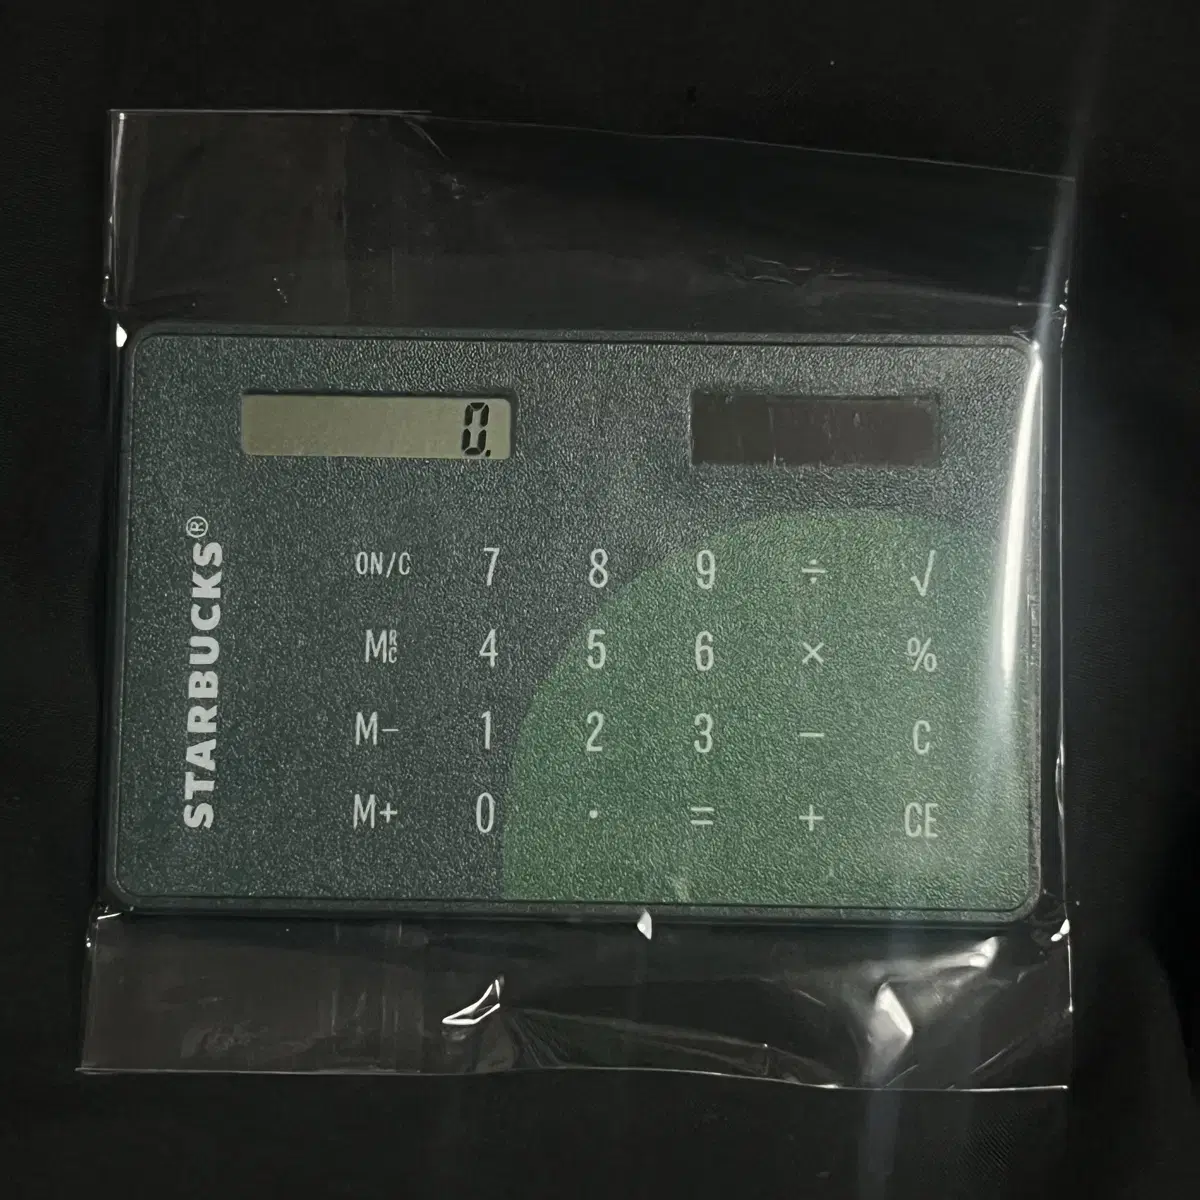 0.
STARBUCKS®
ON/C 7 8 9 ÷ √
MRC 4 5 6 × %
M− 1 2 3 − C
M+ 0 . = + CE